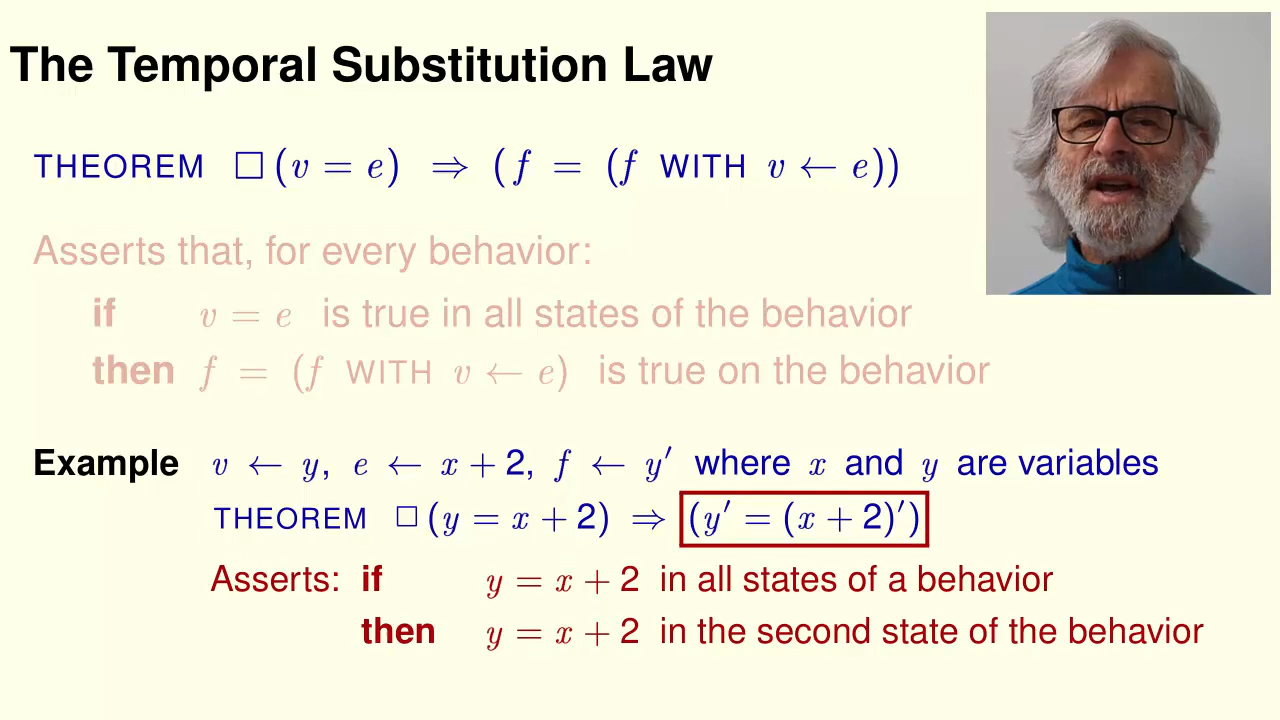 The Temporal Substitution Law
THEOREM □ (v = e) ⇒ (f = (f WITH v ← e))
Asserts that, for every behavior:
if v = e is true in all states of the behavior
then f = (f WITH v ← e) is true on the behavior
Example v ← y, e ← x + 2, f ← y′ where x and y are variables
THEOREM □ (y = x + 2) ⇒ (y′ = (x + 2)′)
Asserts: if y = x + 2 in all states of a behavior
then y = x + 2 in the second state of the behavior